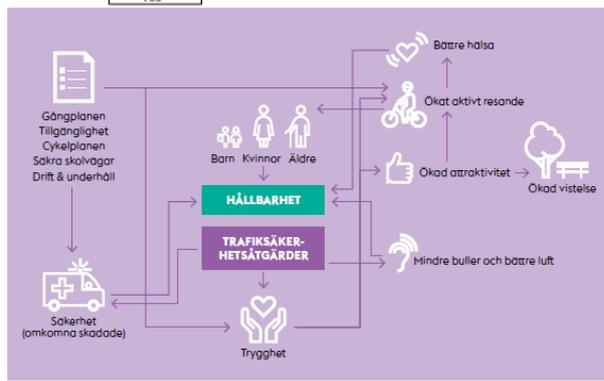 Gångplanen
Tillgänglighet
Cykelplanen
Säkra skolvägar
Drift & underhåll
Barn Kvinnor Äldre
HÅLLBARHET
TRAFIKSÄKER-
HETSÅTGÄRDER
Säkerhet
(omkomna skadade)
Trygghet
Bättre hälsa
Ökat aktivt resande
Ökad attraktivitet
Ökad vistelse
Mindre buller och bättre luft